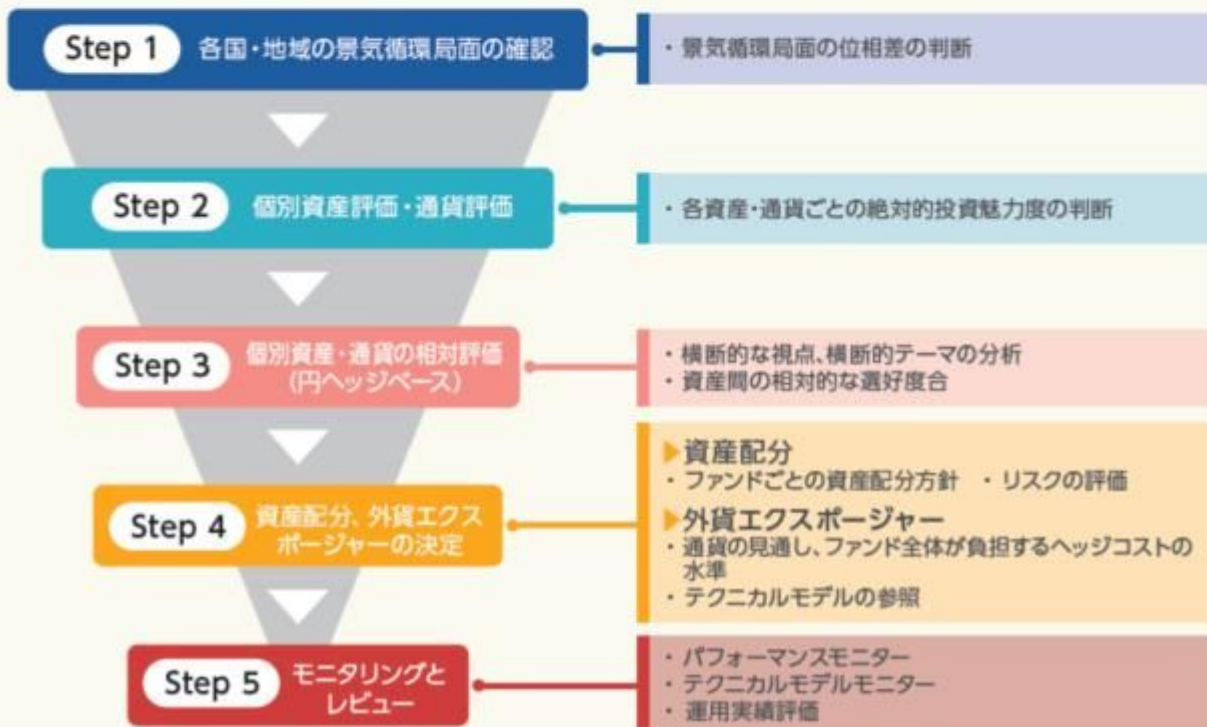 Step 1 各国・地域の景気循環局面の確認
・景気循環局面の位相差の判断
Step 2 個別資産評価・通貨評価
・各資産・通貨ごとの絶対的投資魅力度の判断
Step 3 個別資産・通貨の相対評価
(円ヘッジベース)
・横断的な視点、横断的テーマの分析
・資産間の相対的な選好度合
Step 4 資産配分、外貨エクス
ポージャーの決定
▶資産配分
・ファンドごとの資産配分方針 ・リスクの評価
▶外貨エクスポージャー
・通貨の見通し、ファンド全体が負担するヘッジコストの
水準
・テクニカルモデルの参照
Step 5 モニタリングと
レビュー
・パフォーマンスモニター
・テクニカルモデルモニター
・運用実績評価